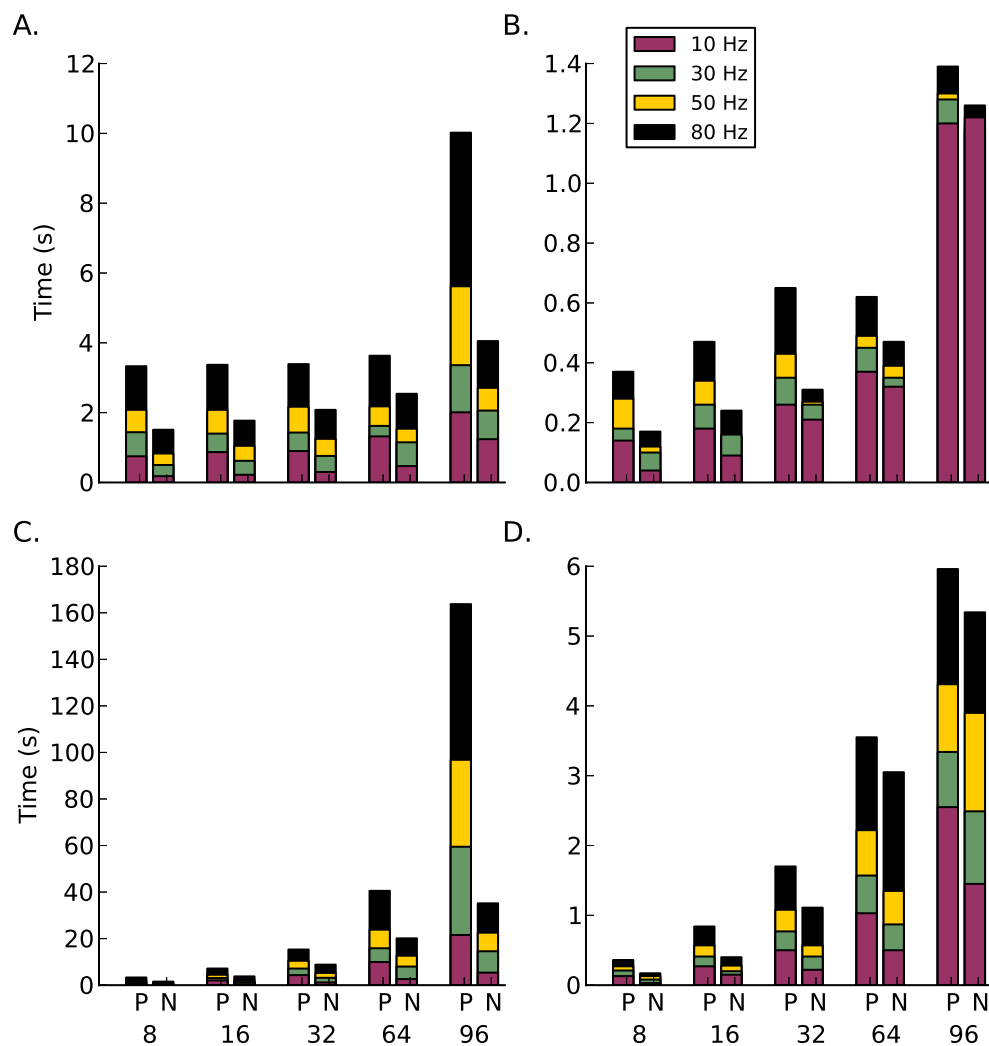 A.
12
10
8
6
4
2
0
Time (s)
B.
10 Hz
30 Hz
50 Hz
80 Hz
1.4
1.2
1.0
0.8
0.6
0.4
0.2
0.0
C.
180
160
140
120
100
80
60
40
20
0
Time (s)
P N P N P N P N P N
8 16 32 64 96
D.
6
5
4
3
2
1
0
P N P N P N P N P N
8 16 32 64 96